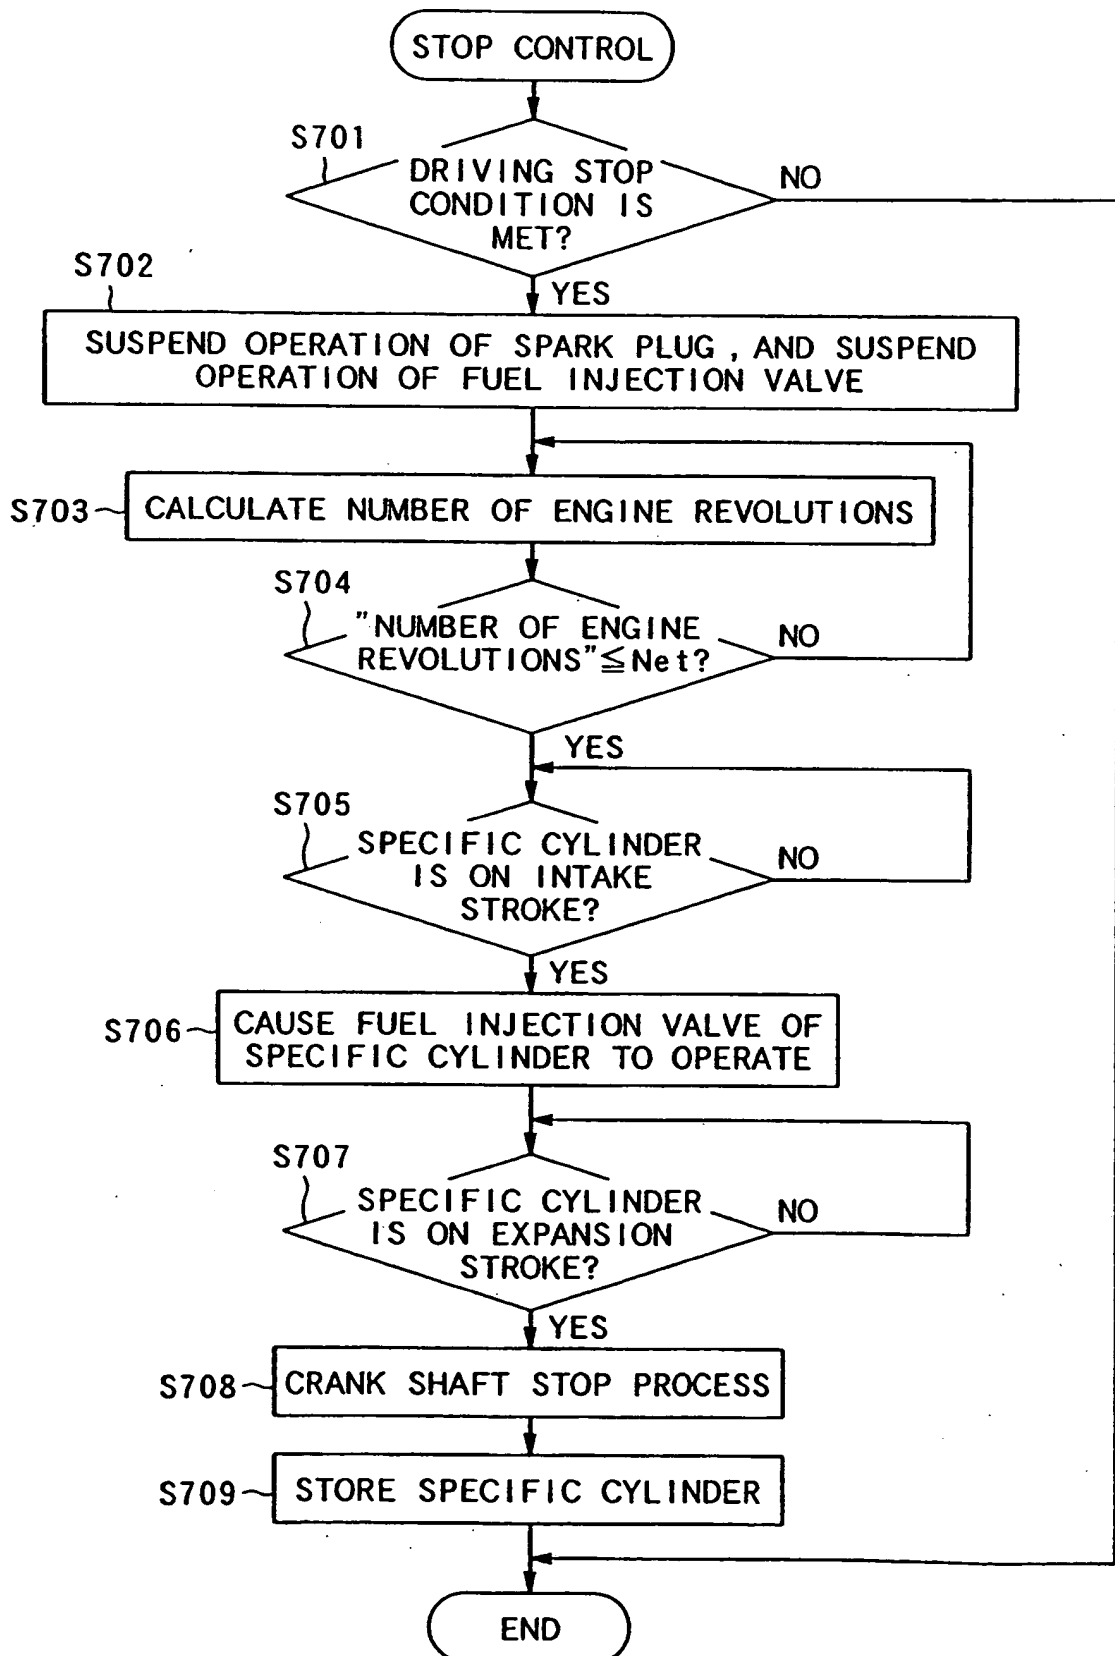 STOP CONTROL
S701
DRIVING STOP
CONDITION IS
MET?
NO
YES
S702
SUSPEND OPERATION OF SPARK PLUG, AND SUSPEND
OPERATION OF FUEL INJECTION VALVE
S703
CALCULATE NUMBER OF ENGINE REVOLUTIONS
S704
"NUMBER OF ENGINE
REVOLUTIONS"≦Net?
NO
YES
S705
SPECIFIC CYLINDER
IS ON INTAKE
STROKE?
NO
YES
S706
CAUSE FUEL INJECTION VALVE OF
SPECIFIC CYLINDER TO OPERATE
S707
SPECIFIC CYLINDER
IS ON EXPANSION
STROKE?
NO
YES
S708
CRANK SHAFT STOP PROCESS
S709
STORE SPECIFIC CYLINDER
END